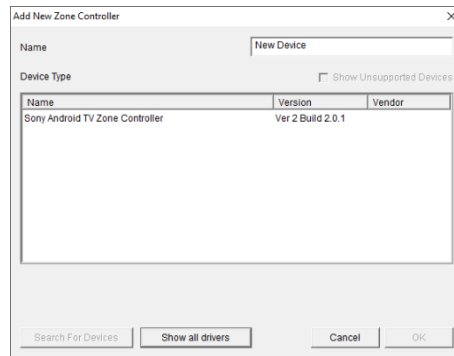 Add New Zone Controller
Name New Device
Device Type Show Unsupported Devices
Name Version Vendor
Sony Android TV Zone Controller Ver 2 Build 2.0.1
Search For Devices Show all drivers Cancel OK